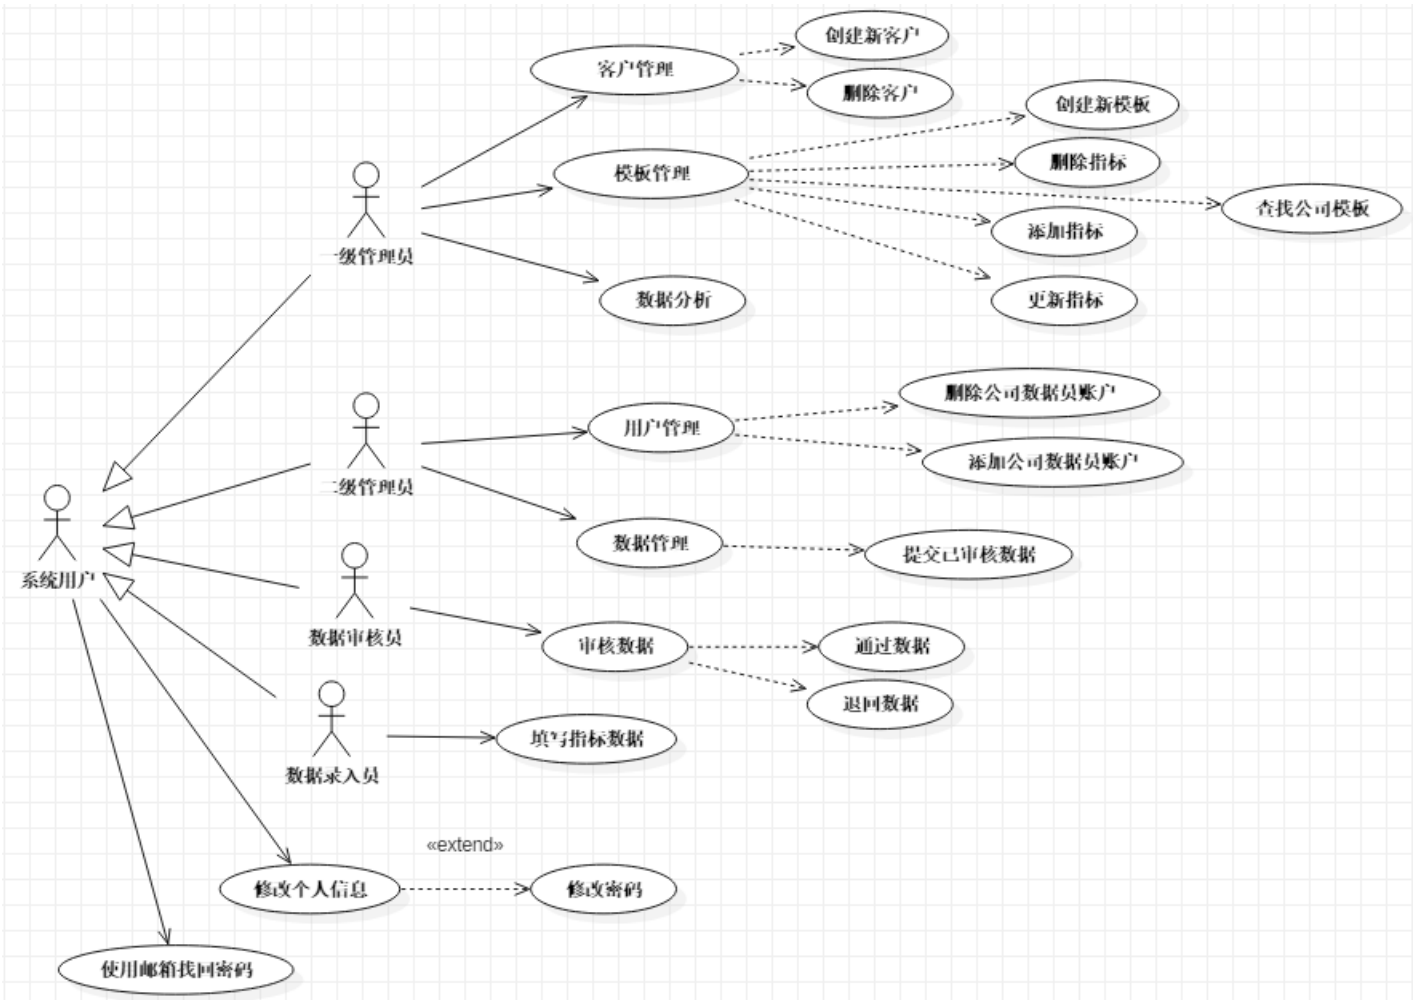 创建新客户
客户管理
删除客户
创建新模板
删除指标
模板管理
查找公司模板
添加指标
一级管理员
数据分析
更新指标
删除公司数据员账户
用户管理
添加公司数据员账户
二级管理员
数据管理
提交已审核数据
系统用户
数据审核员
审核数据
通过数据
退回数据
填写指标数据
数据录入员
«extend»
修改个人信息
修改密码
使用邮箱找回密码